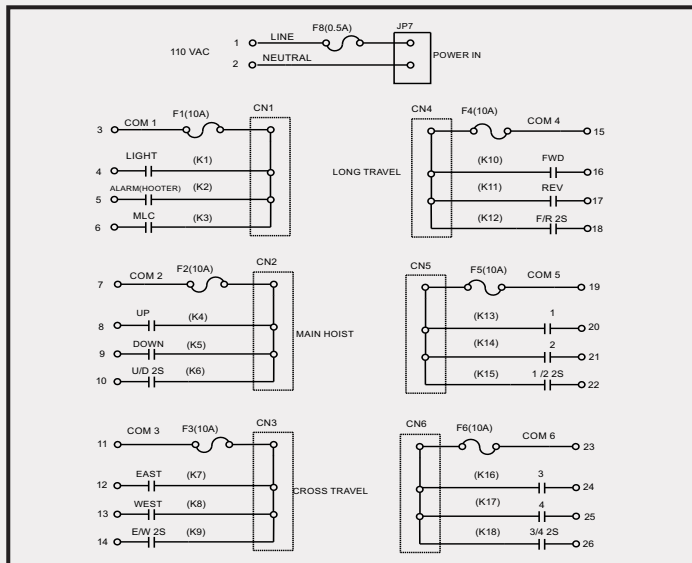 F8(0.5A) JP7
1 LINE
110 VAC POWER IN
2 NEUTRAL
CN1
3 COM 1 F1(10A)
4 LIGHT (K1)
5 ALARM(HOOTER) (K2)
6 MLC (K3)
CN4
F4(10A) COM 4 15
LONG TRAVEL
(K10) FWD 16
(K11) REV 17
(K12) F/R 2S 18
CN2
7 COM 2 F2(10A)
8 UP (K4)
MAIN HOIST
9 DOWN (K5)
10 U/D 2S (K6)
CN5
F5(10A) COM 5 19
(K13) 1 20
(K14) 2 21
(K15) 1 /2 2S 22
CN3
11 COM 3 F3(10A)
12 EAST (K7)
CROSS TRAVEL
13 WEST (K8)
14 E/W 2S (K9)
CN6
F6(10A) COM 6 23
(K16) 3 24
(K17) 4 25
(K18) 3/4 2S 26